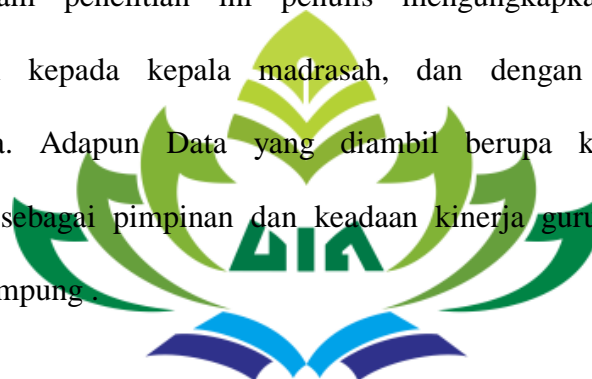 penelitian ini penulis mengungkapka
kepada kepala madrasah, dan dengan
Adapun Data yang diambil berupa k
sebagai pimpinan dan keadaan kinerja guru
mpung .